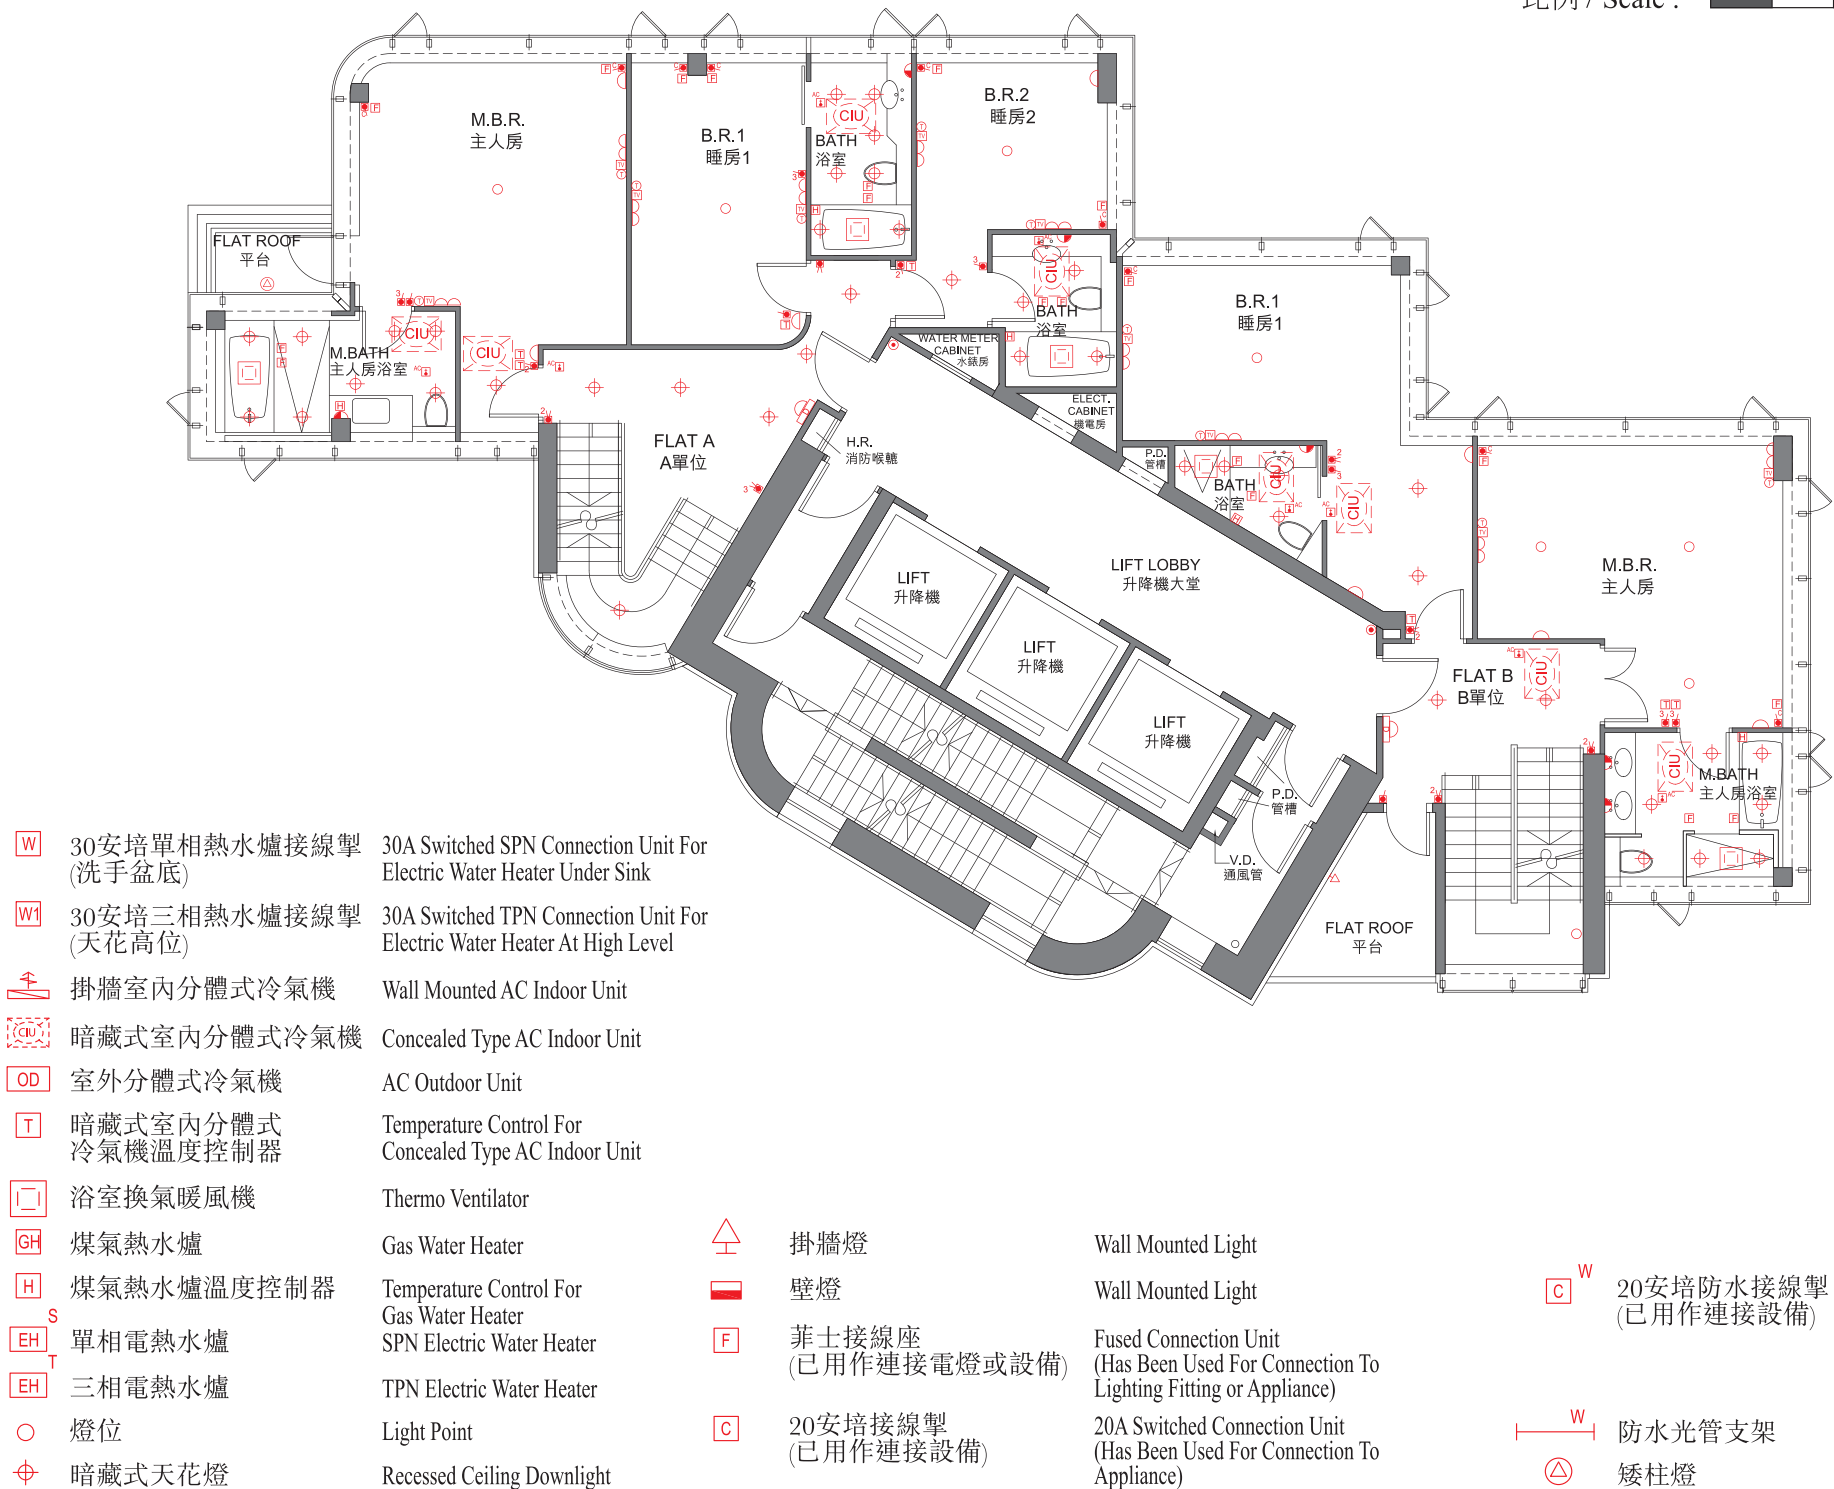 比例 / Scale :
M.B.R.
主人房
B.R.1
睡房1
BATH
浴室
B.R.2
睡房2
FLAT ROOF
平台
B.R.1
睡房1
BATH
浴室
M.BATH
主人房浴室
WATER METER
CABINET
水錶房
ELECT.
CABINET
機電房
FLAT A
A單位
H.R.
消防喉轆
P.D.
管槽
BATH
浴室
LIFT
升降機
LIFT LOBBY
升降機大堂
LIFT
升降機
LIFT
升降機
M.B.R.
主人房
FLAT B
B單位
M.BATH
主人房浴室
P.D.
管槽
V.D.
通風管
FLAT ROOF
平台
W 30安培單相熱水爐接線掣 30A Switched SPN Connection Unit For
(洗手盆底) Electric Water Heater Under Sink
W1 30安培三相熱水爐接線掣 30A Switched TPN Connection Unit For
(天花高位) Electric Water Heater At High Level
掛牆室內分體式冷氣機 Wall Mounted AC Indoor Unit
CIU 暗藏式室內分體式冷氣機 Concealed Type AC Indoor Unit
OD 室外分體式冷氣機 AC Outdoor Unit
T 暗藏式室內分體式 Temperature Control For
冷氣機溫度控制器 Concealed Type AC Indoor Unit
浴室換氣暖風機 Thermo Ventilator
GH 煤氣熱水爐 Gas Water Heater
H 煤氣熱水爐溫度控制器 Temperature Control For
Gas Water Heater
EH S 單相電熱水爐 SPN Electric Water Heater
EH T 三相電熱水爐 TPN Electric Water Heater
燈位 Light Point
暗藏式天花燈 Recessed Ceiling Downlight
掛牆燈 Wall Mounted Light
壁燈 Wall Mounted Light
F 菲士接線座 Fused Connection Unit
(已用作連接電燈或設備) (Has Been Used For Connection To
Lighting Fitting or Appliance)
C 20安培接線掣 20A Switched Connection Unit
(已用作連接設備) (Has Been Used For Connection To
Appliance)
C W 20安培防水接線掣
(已用作連接設備)
W 防水光管支架
矮柱燈